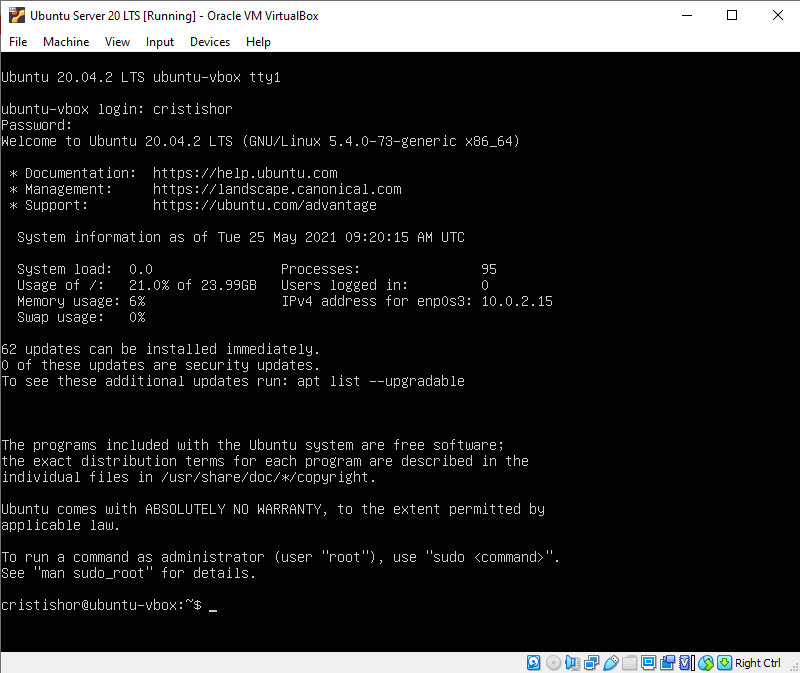 Ubuntu Server 20 LTS [Running] - Oracle VM VirtualBox
File Machine View Input Devices Help
Ubuntu 20.04.2 LTS ubuntu-vbox tty1
ubuntu-vbox login: cristishor
Password:
Welcome to Ubuntu 20.04.2 LTS (GNU/Linux 5.4.0-73-generic x86_64)
* Documentation: https://help.ubuntu.com
* Management: https://landscape.canonical.com
* Support: https://ubuntu.com/advantage
System information as of Tue 25 May 2021 09:20:15 AM UTC
System load: 0.0 Processes: 95
Usage of /: 21.0% of 23.99GB Users logged in: 0
Memory usage: 6% IPv4 address for enp0s3: 10.0.2.15
Swap usage: 0%
62 updates can be installed immediately.
0 of these updates are security updates.
To see these additional updates run: apt list --upgradable
The programs included with the Ubuntu system are free software;
the exact distribution terms for each program are described in the
individual files in /usr/share/doc/*/copyright.
Ubuntu comes with ABSOLUTELY NO WARRANTY, to the extent permitted by
applicable law.
To run a command as administrator (user "root"), use "sudo <command>".
See "man sudo_root" for details.
cristishor@ubuntu-vbox:~$ _
Right Ctrl